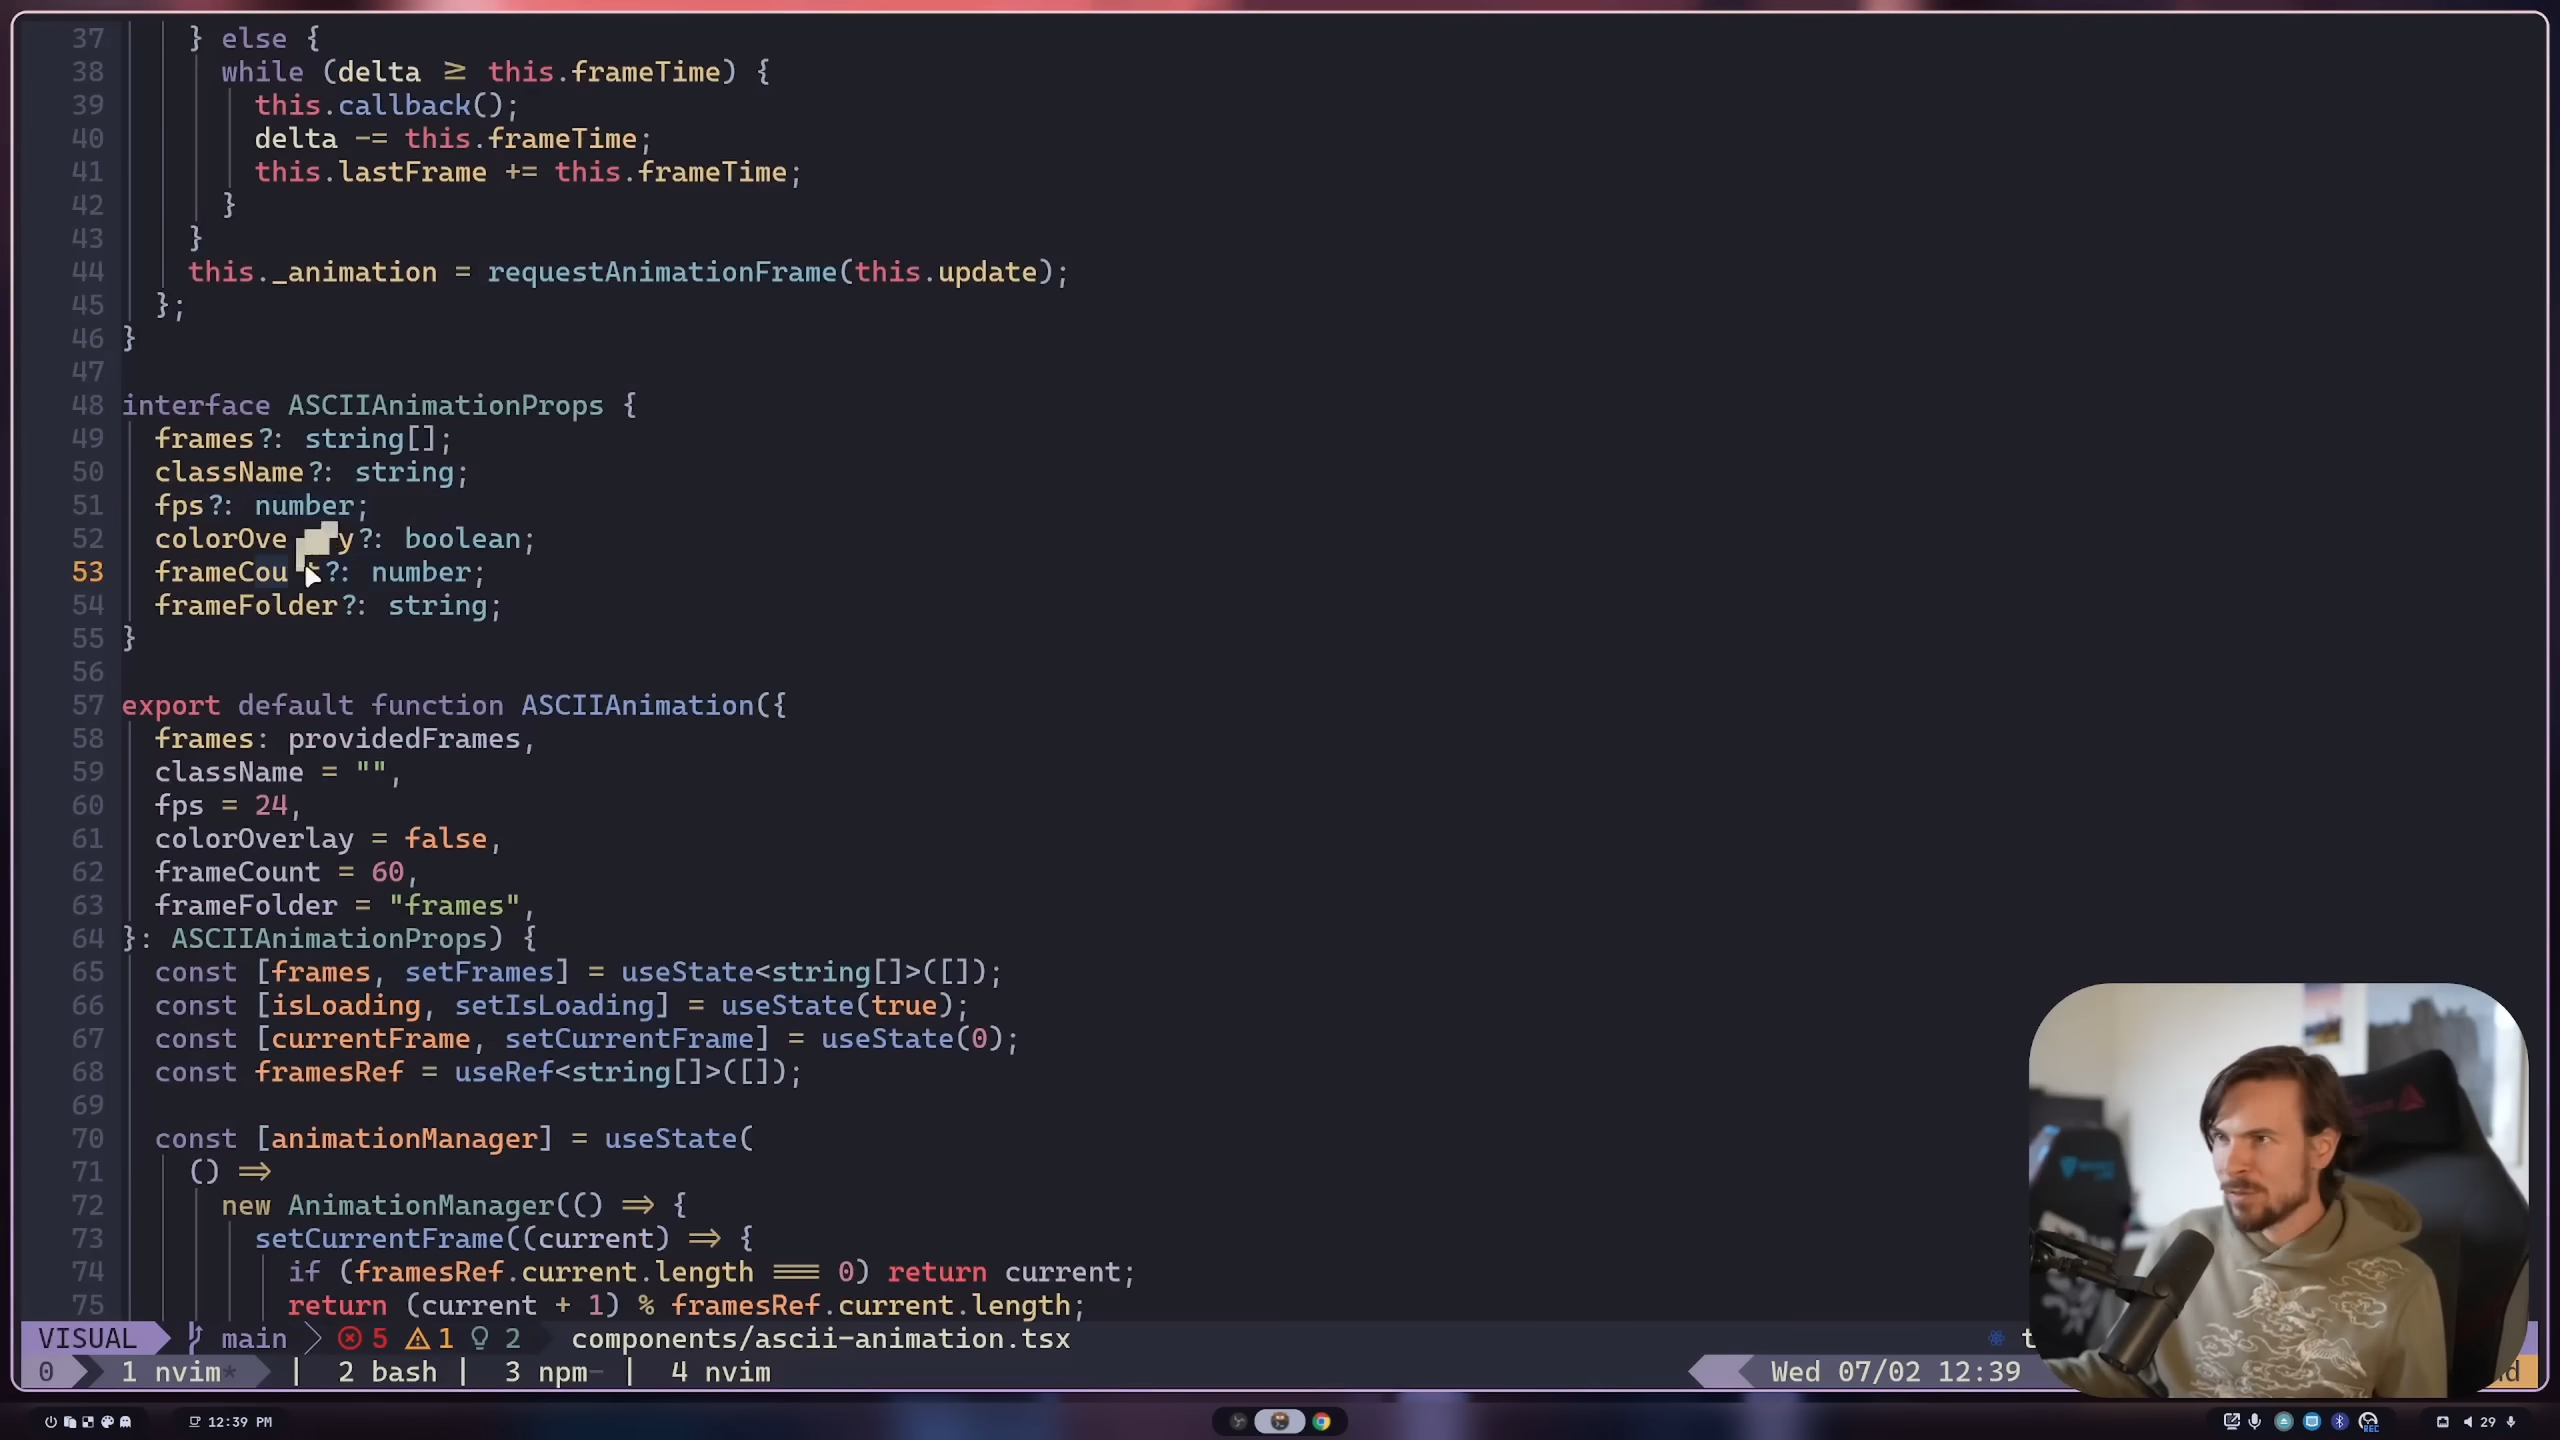 37 } else {
38 while (delta ≥ this.frameTime) {
39 this.callback();
40 delta -= this.frameTime;
41 this.lastFrame += this.frameTime;
42 }
43 }
44 this._animation = requestAnimationFrame(this.update);
45 };
46 }
47
48 interface ASCIIAnimationProps {
49 frames?: string[];
50 className?: string;
51 fps?: number;
52 colorOve y?: boolean;
53 frameCou t?: number;
54 frameFolder?: string;
55 }
56
57 export default function ASCIIAnimation({
58 frames: providedFrames,
59 className = "",
60 fps = 24,
61 colorOverlay = false,
62 frameCount = 60,
63 frameFolder = "frames",
64 }: ASCIIAnimationProps) {
65 const [frames, setFrames] = useState<string[]>([]);
66 const [isLoading, setIsLoading] = useState(true);
67 const [currentFrame, setCurrentFrame] = useState(0);
68 const framesRef = useRef<string[]>([]);
69
70 const [animationManager] = useState(
71 () ⇒
72 new AnimationManager(() ⇒ {
73 setCurrentFrame((current) ⇒ {
74 if (framesRef.current.length ≡ 0) return current;
75 return (current + 1) % framesRef.current.length;
VISUAL main 5 1 2 components/ascii-animation.tsx t
0 1 nvim* | 2 bash | 3 npm- | 4 nvim Wed 07/02 12:39
12:39 PM REC 29